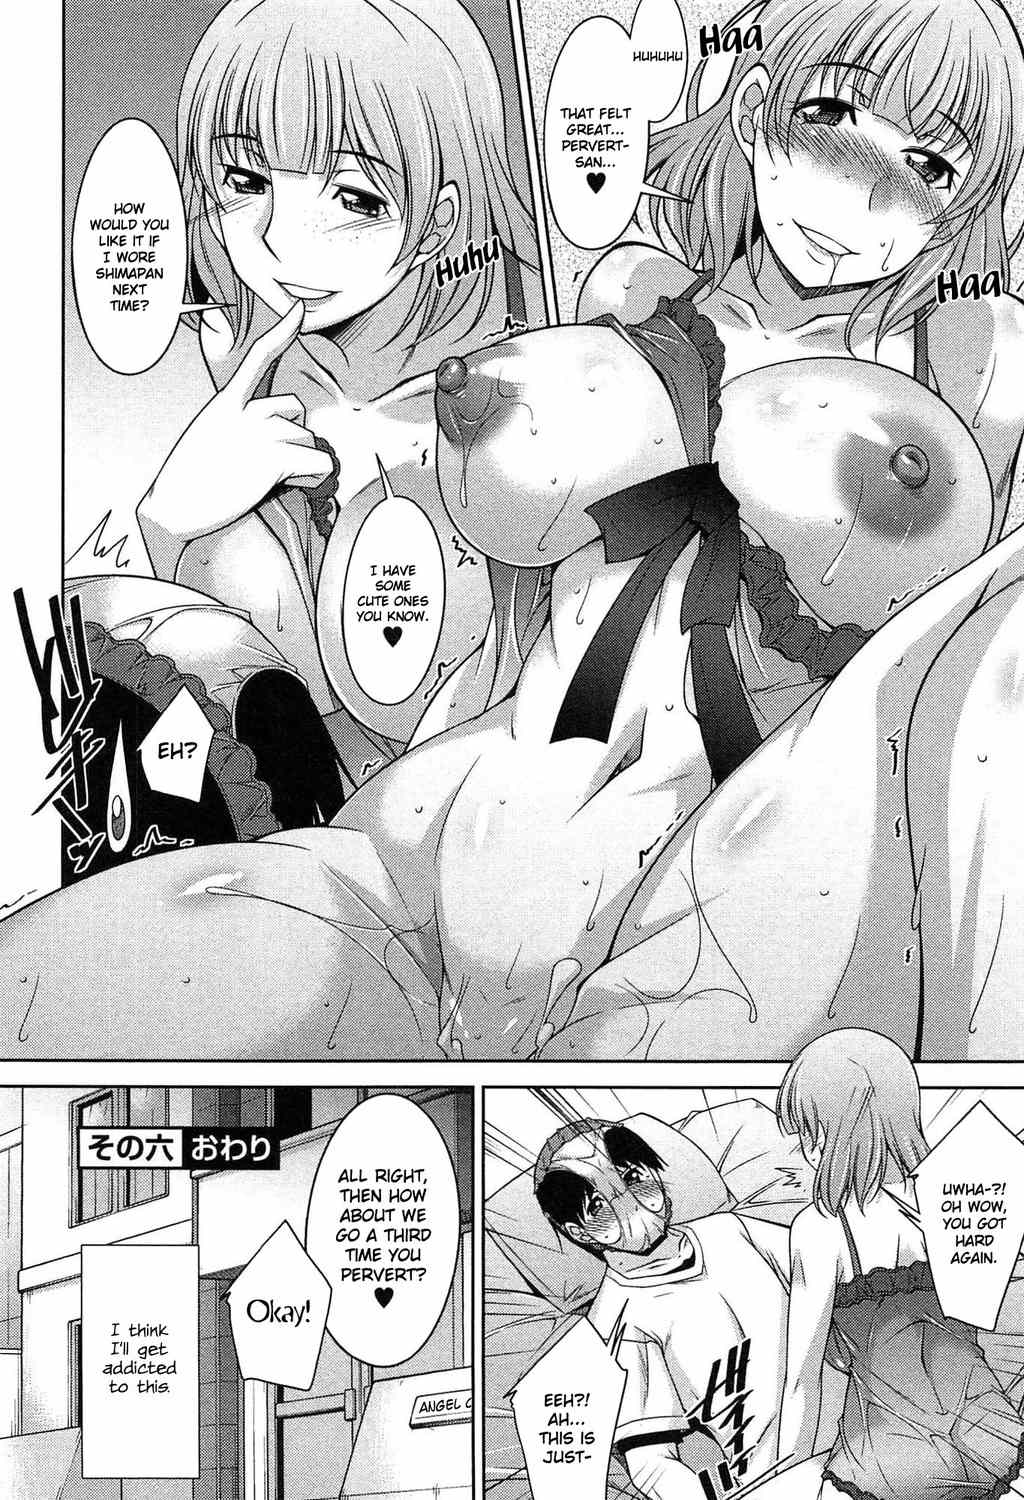 Haa
HUHUHU
THAT FELT
GREAT...
PERVERT-
SAN...
♥
Haa
HOW
WOULD YOU
LIKE IT IF
I WORE
SHIMAPAN
NEXT
TIME?
Huhu
I HAVE
SOME
CUTE ONES
YOU KNOW.
♥
EH?
UWHA-?!
OH WOW,
YOU GOT
HARD
AGAIN.
EEH?!
AH...
THIS IS
JUST-
その六 おわり
ALL RIGHT,
THEN HOW
ABOUT WE
GO A THIRD
TIME YOU
PERVERT?
♥
Okay!
ANGEL C
I think
I'll get
addicted
to this.